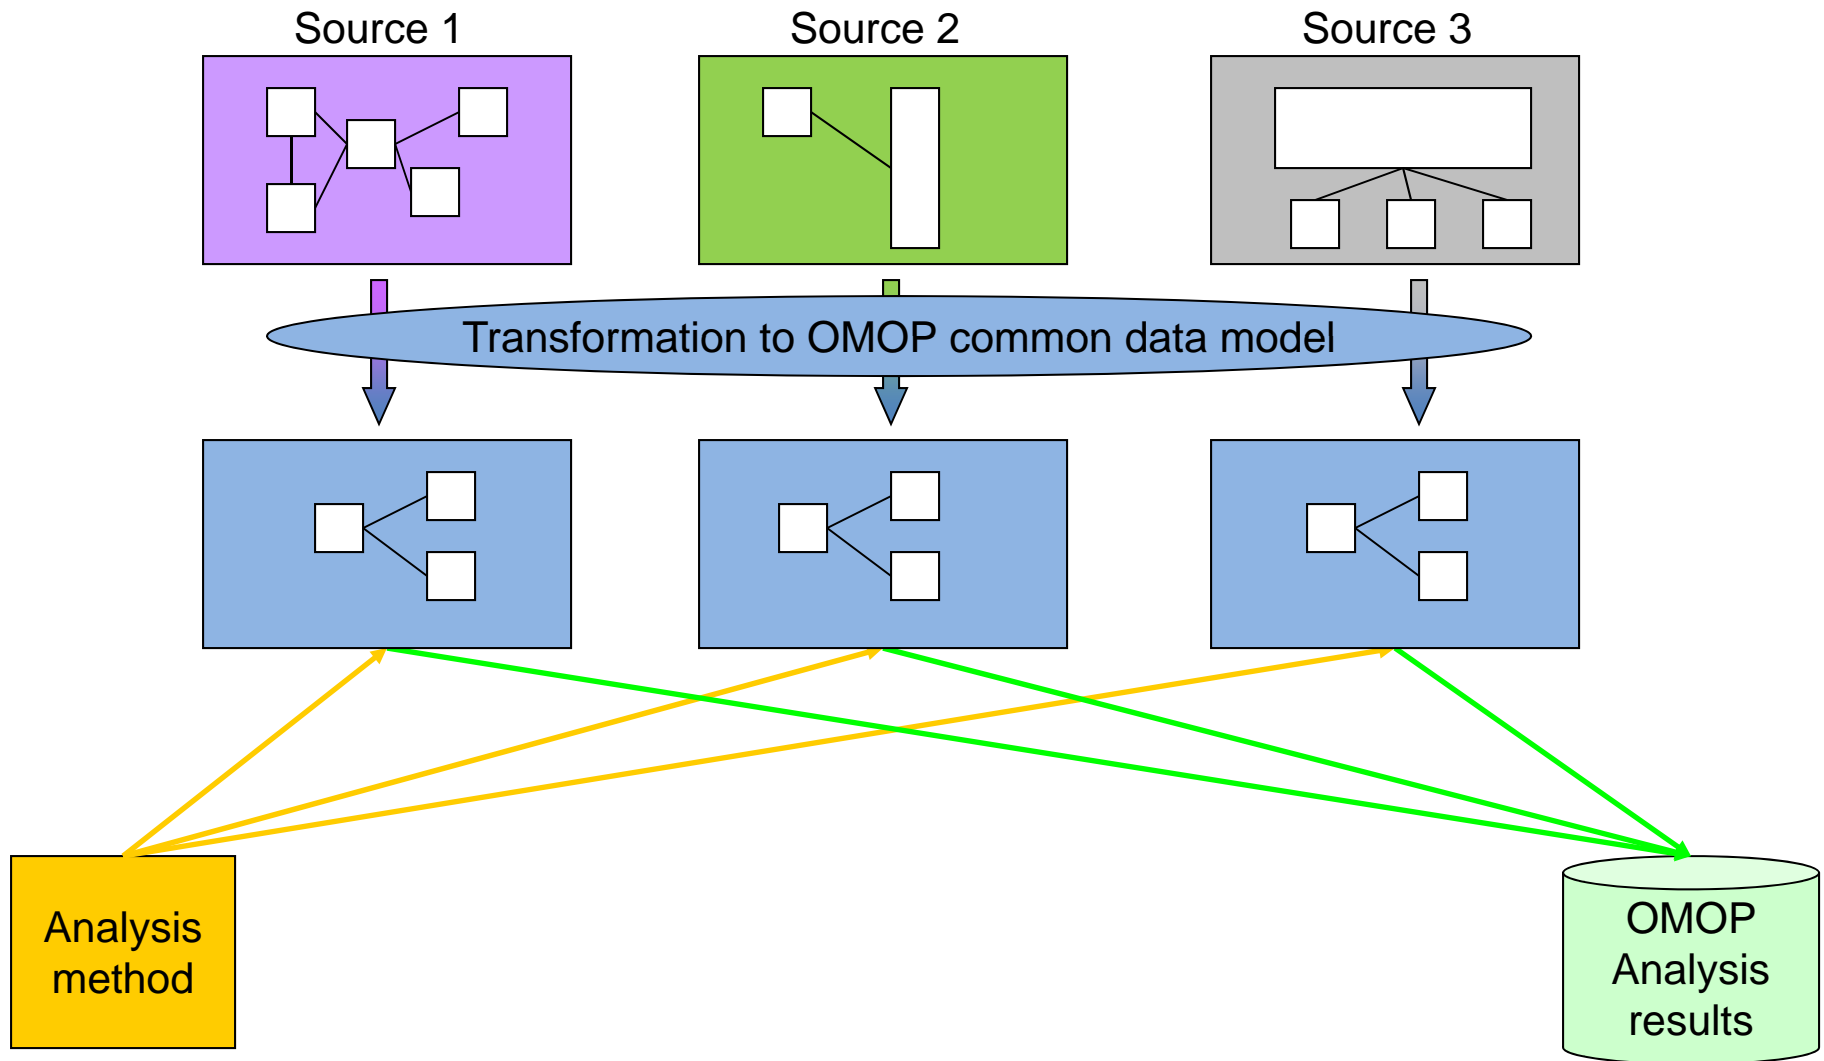 Source 1
Source 2
Source 3
Transformation to OMOP common data model
Analysis
method
OMOP
Analysis
results